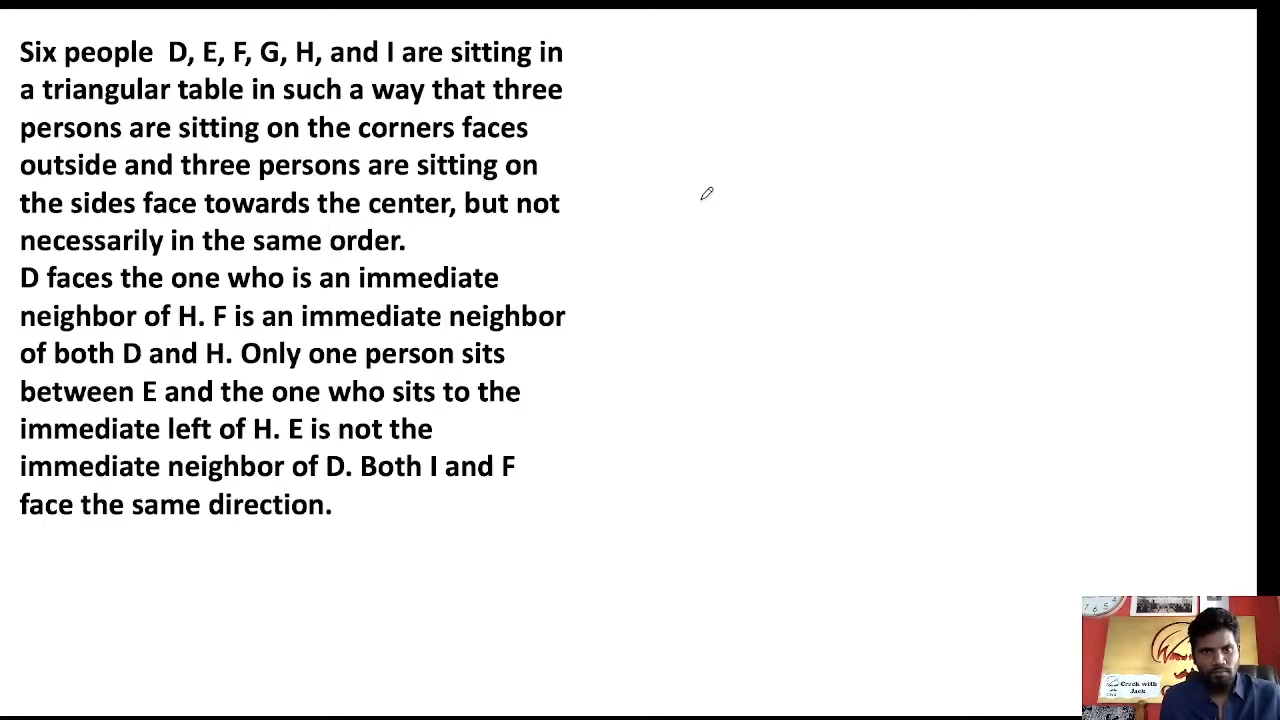 Six people  D, E, F, G, H, and I are sitting in
a triangular table in such a way that three
persons are sitting on the corners faces
outside and three persons are sitting on
the sides face towards the center, but not
necessarily in the same order.
D faces the one who is an immediate
neighbor of H. F is an immediate neighbor
of both D and H. Only one person sits
between E and the one who sits to the
immediate left of H. E is not the
immediate neighbor of D. Both I and F
face the same direction.
Crack with
Jack